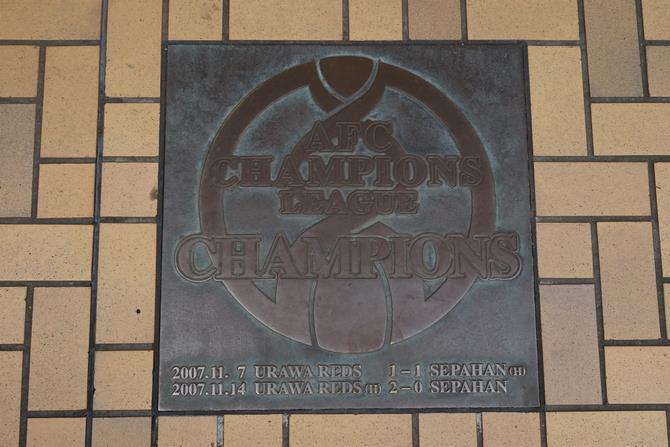 AFC
CHAMPIONS
LEAGUE
CHAMPIONS
2007.11. 7 URAWA REDS 1-1 SEPAHAN(H)
2007.11.14 URAWA REDS(H) 2-0 SEPAHAN